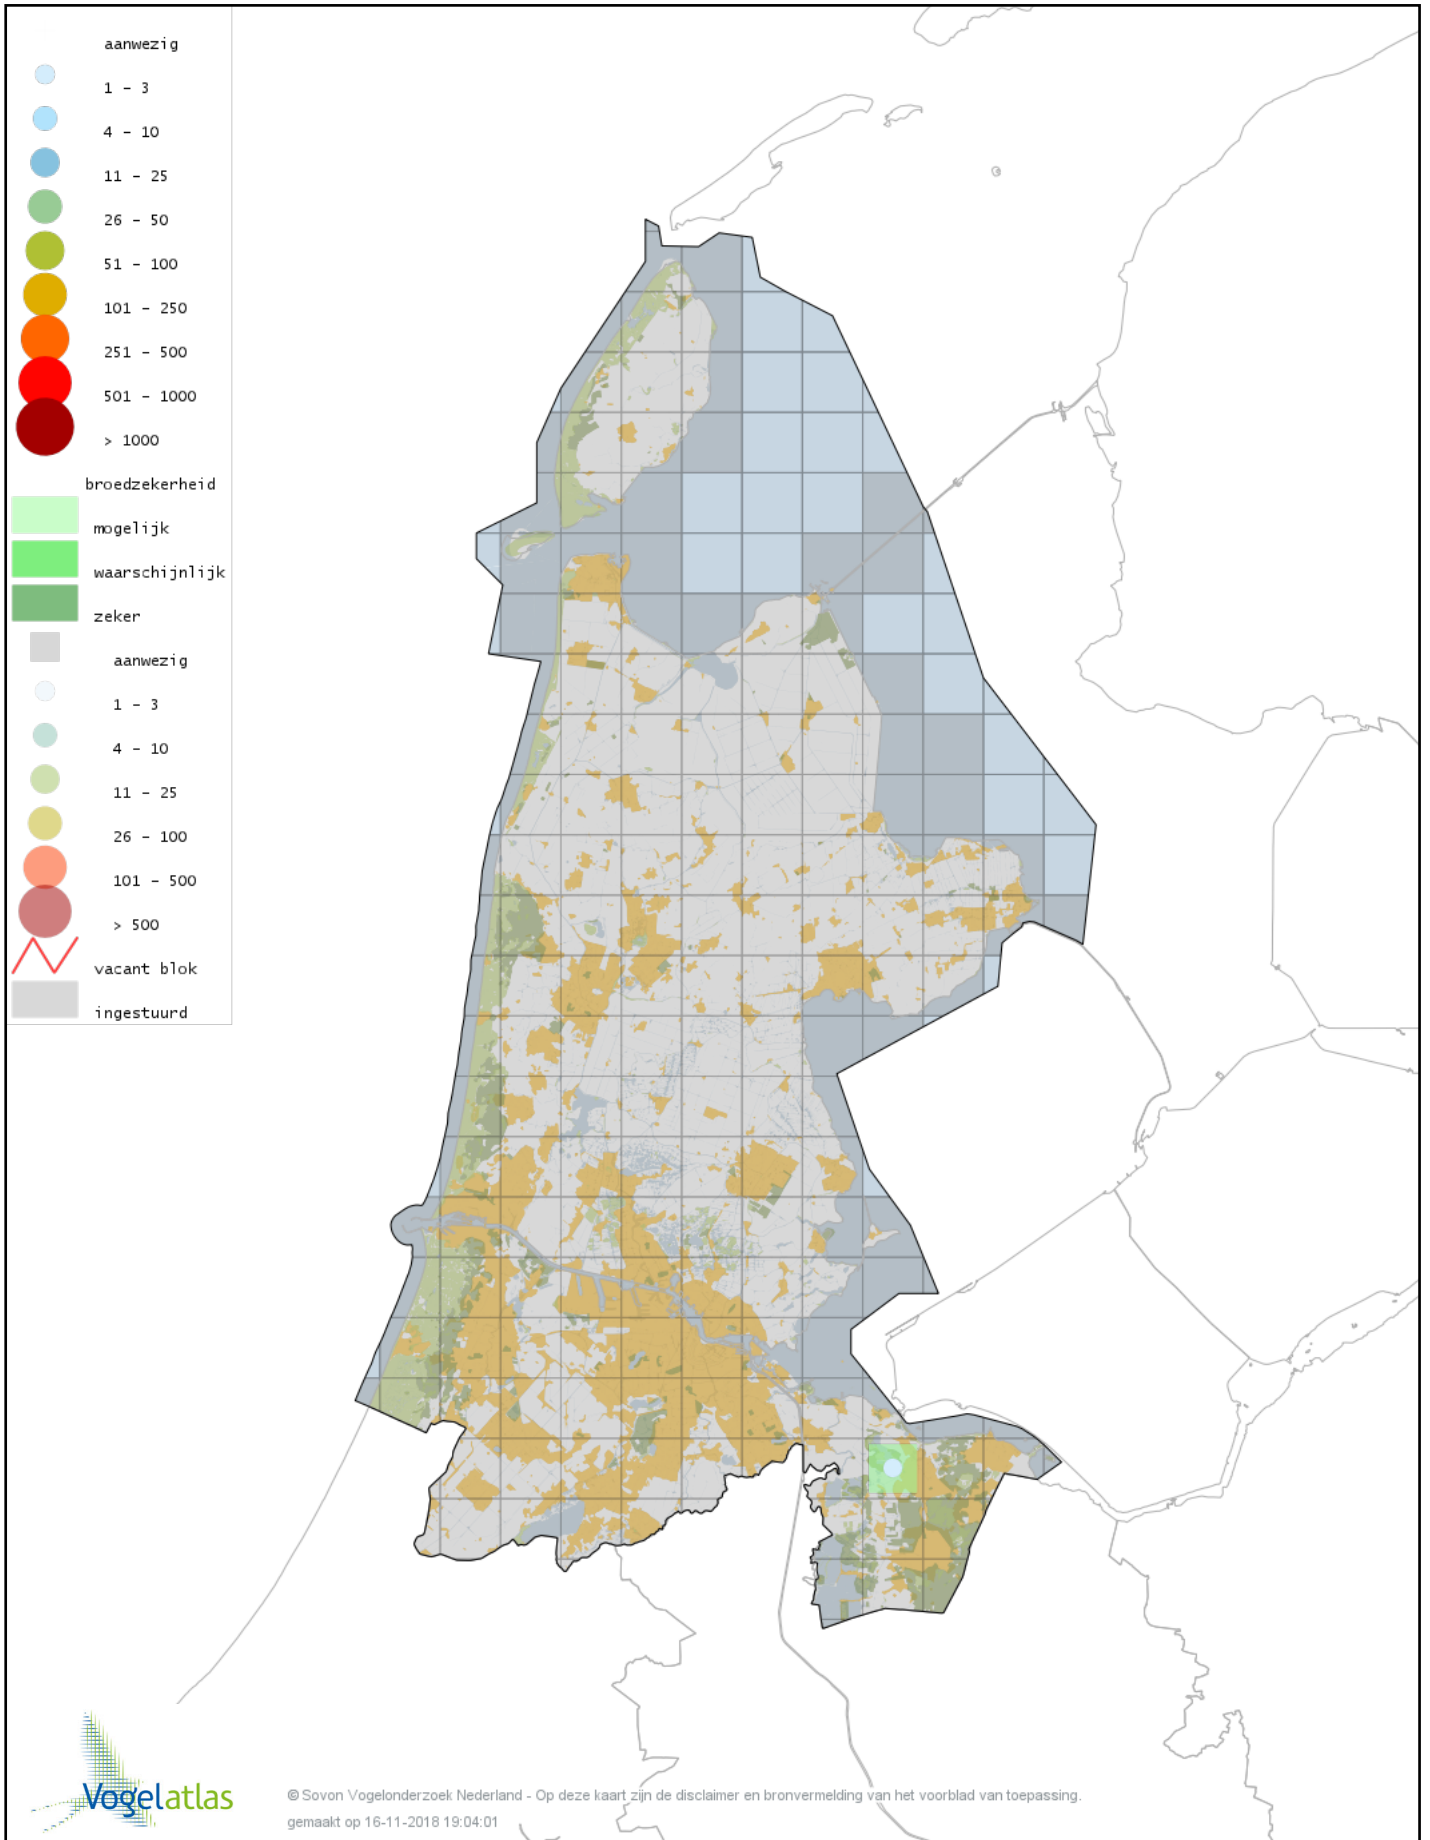 aanwezig
1 - 3
4 - 10
11 - 25
26 - 50
51 - 100
101 - 250
251 - 500
501 - 1000
> 1000
broedzekerheid
mogelijk
waarschijnlijk
zeker
aanwezig
1 - 3
4 - 10
11 - 25
26 - 100
101 - 500
> 500
vacant blok
ingestuurd
Vogelatlas
© Sovon Vogelonderzoek Nederland - Op deze kaart zijn de disclaimer en bronvermelding van het voorblad van toepassing.
gemaakt op 16-11-2018 19:04:01